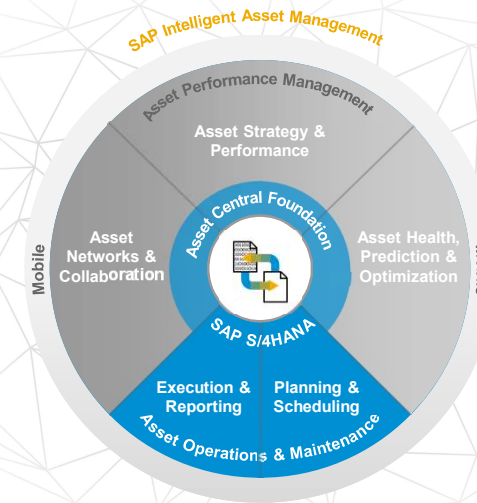 SAP Intelligent Asset Management
Asset Performance Management
Asset Strategy &
Performance
Asset Central Foundation
Mobile
Asset
Networks &
Collaboration
Asset Health,
Prediction &
Optimization
SAP S/4HANA
Execution &
Reporting
Planning &
Scheduling
Asset Operations & Maintenance